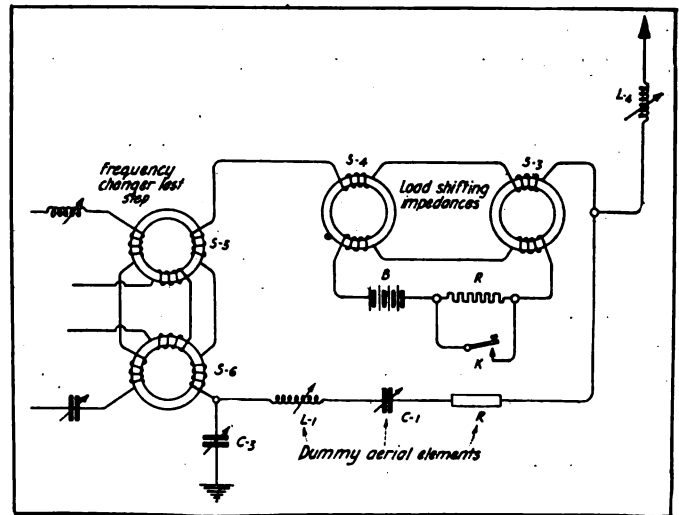 L-4
Frequency
changer last
step
S-4
S-3
Load shifting
impedances
S-5
B
R
K
S-6
L-1
C-1
R
C-3
Dummy aerial elements